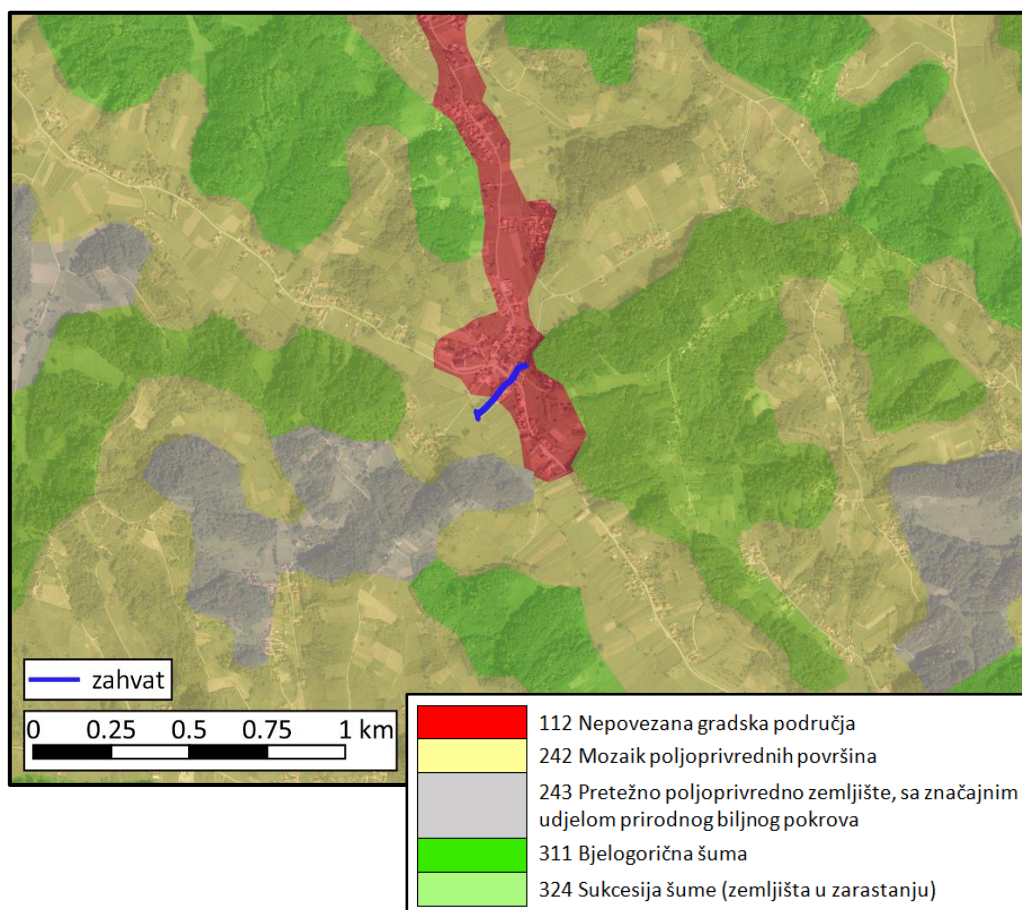 zahvat
0 0.25 0.5 0.75 1 km
112 Nepovezana gradska područja
242 Mozaik poljoprivrednih površina
243 Pretežno poljoprivredno zemljište, sa značajnim
udjelom prirodnog biljnog pokrova
311 Bjelogorična šuma
324 Sukcesija šume (zemljišta u zarastanju)